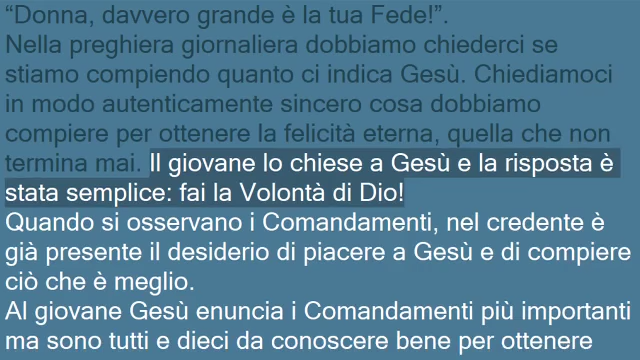 “Donna, davvero grande è la tua Fede!”.
Nella preghiera giornaliera dobbiamo chiederci se
stiamo compiendo quanto ci indica Gesù. Chiediamoci
in modo autenticamente sincero cosa dobbiamo
compiere per ottenere la felicità eterna, quella che non
termina mai. Il giovane lo chiese a Gesù e la risposta è
stata semplice: fai la Volontà di Dio!
Quando si osservano i Comandamenti, nel credente è
già presente il desiderio di piacere a Gesù e di compiere
ciò che è meglio.
Al giovane Gesù enuncia i Comandamenti più importanti
ma sono tutti e dieci da conoscere bene per ottenere